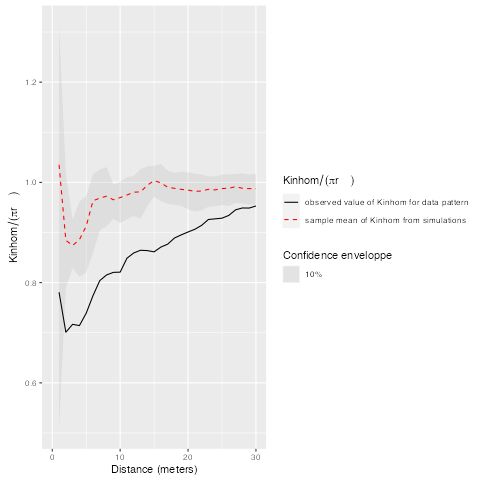 Kinhom/(πr )
1.2
1.0
0.8
0.6
0
10
20
30
Distance (meters)
Kinhom/(πr )
observed value of Kinhom for data pattern
sample mean of Kinhom from simulations
Confidence enveloppe
10%